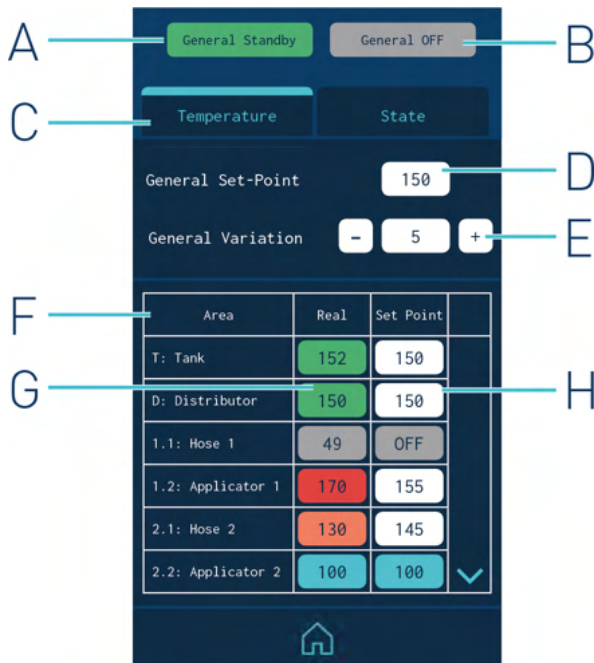 A General Standby General OFF B
C Temperature State
General Set-Point 150 D
General Variation - 5 + E
F Area Real Set Point
T: Tank 152 150
G D: Distributor 150 150 H
1.1: Hose 1 49 OFF
1.2: Applicator 1 170 155
2.1: Hose 2 130 145
2.2: Applicator 2 100 100